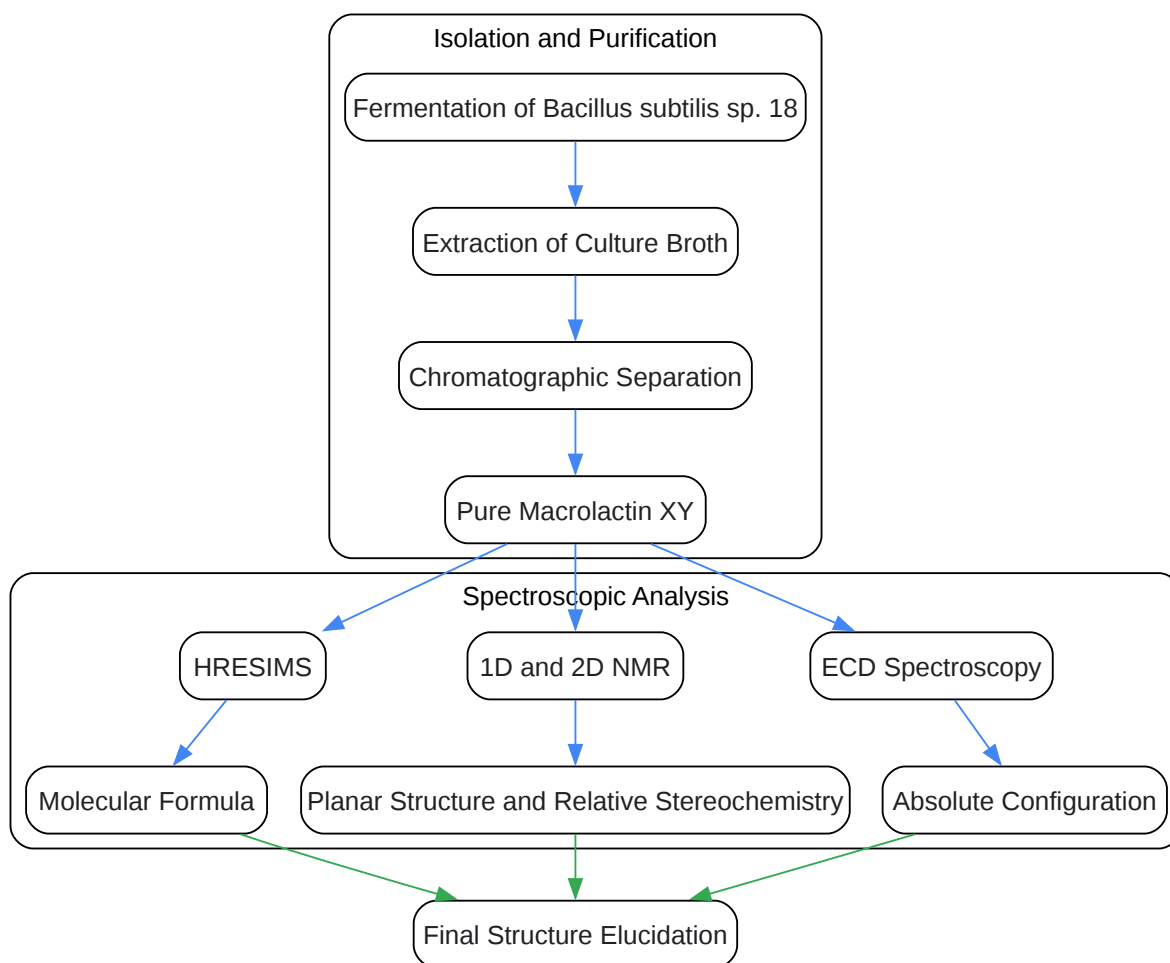 Isolation and Purification
Fermentation of Bacillus subtilis sp. 18
Extraction of Culture Broth
Chromatographic Separation
Pure Macrolactin XY
Spectroscopic Analysis
HRESIMS
1D and 2D NMR
ECD Spectroscopy
Molecular Formula
Planar Structure and Relative Stereochemistry
Absolute Configuration
Final Structure Elucidation